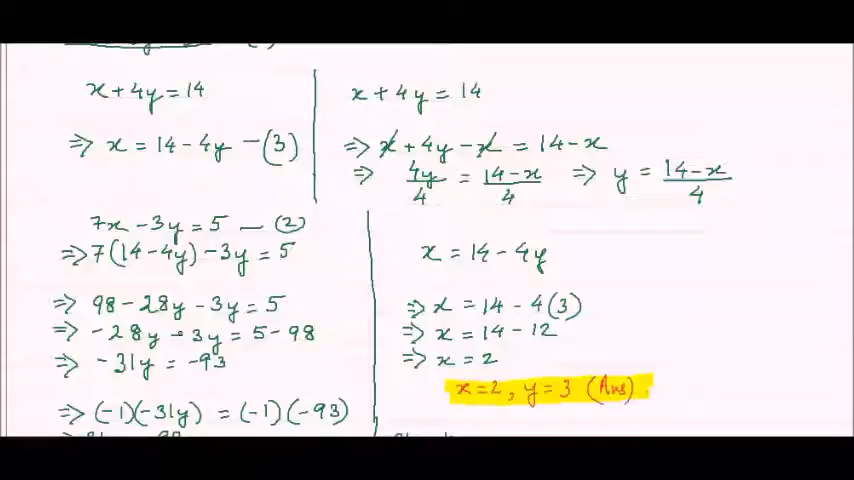 x + 4y = 14
⇒ x = 14 - 4y - (3)
x + 4y = 14
⇒ x + 4y - x = 14 - x
⇒ 4y/4 = (14-x)/4 ⇒ y = (14-x)/4
7x - 3y = 5 — (2)
⇒ 7(14 - 4y) - 3y = 5
⇒ 98 - 28y - 3y = 5
⇒ -28y - 3y = 5 - 98
⇒ -31y = -93
⇒ (-1)(-31y) = (-1)(-93)
x = 14 - 4y
⇒ x = 14 - 4(3)
⇒ x = 14 - 12
⇒ x = 2
x = 2, y = 3 (Ans).